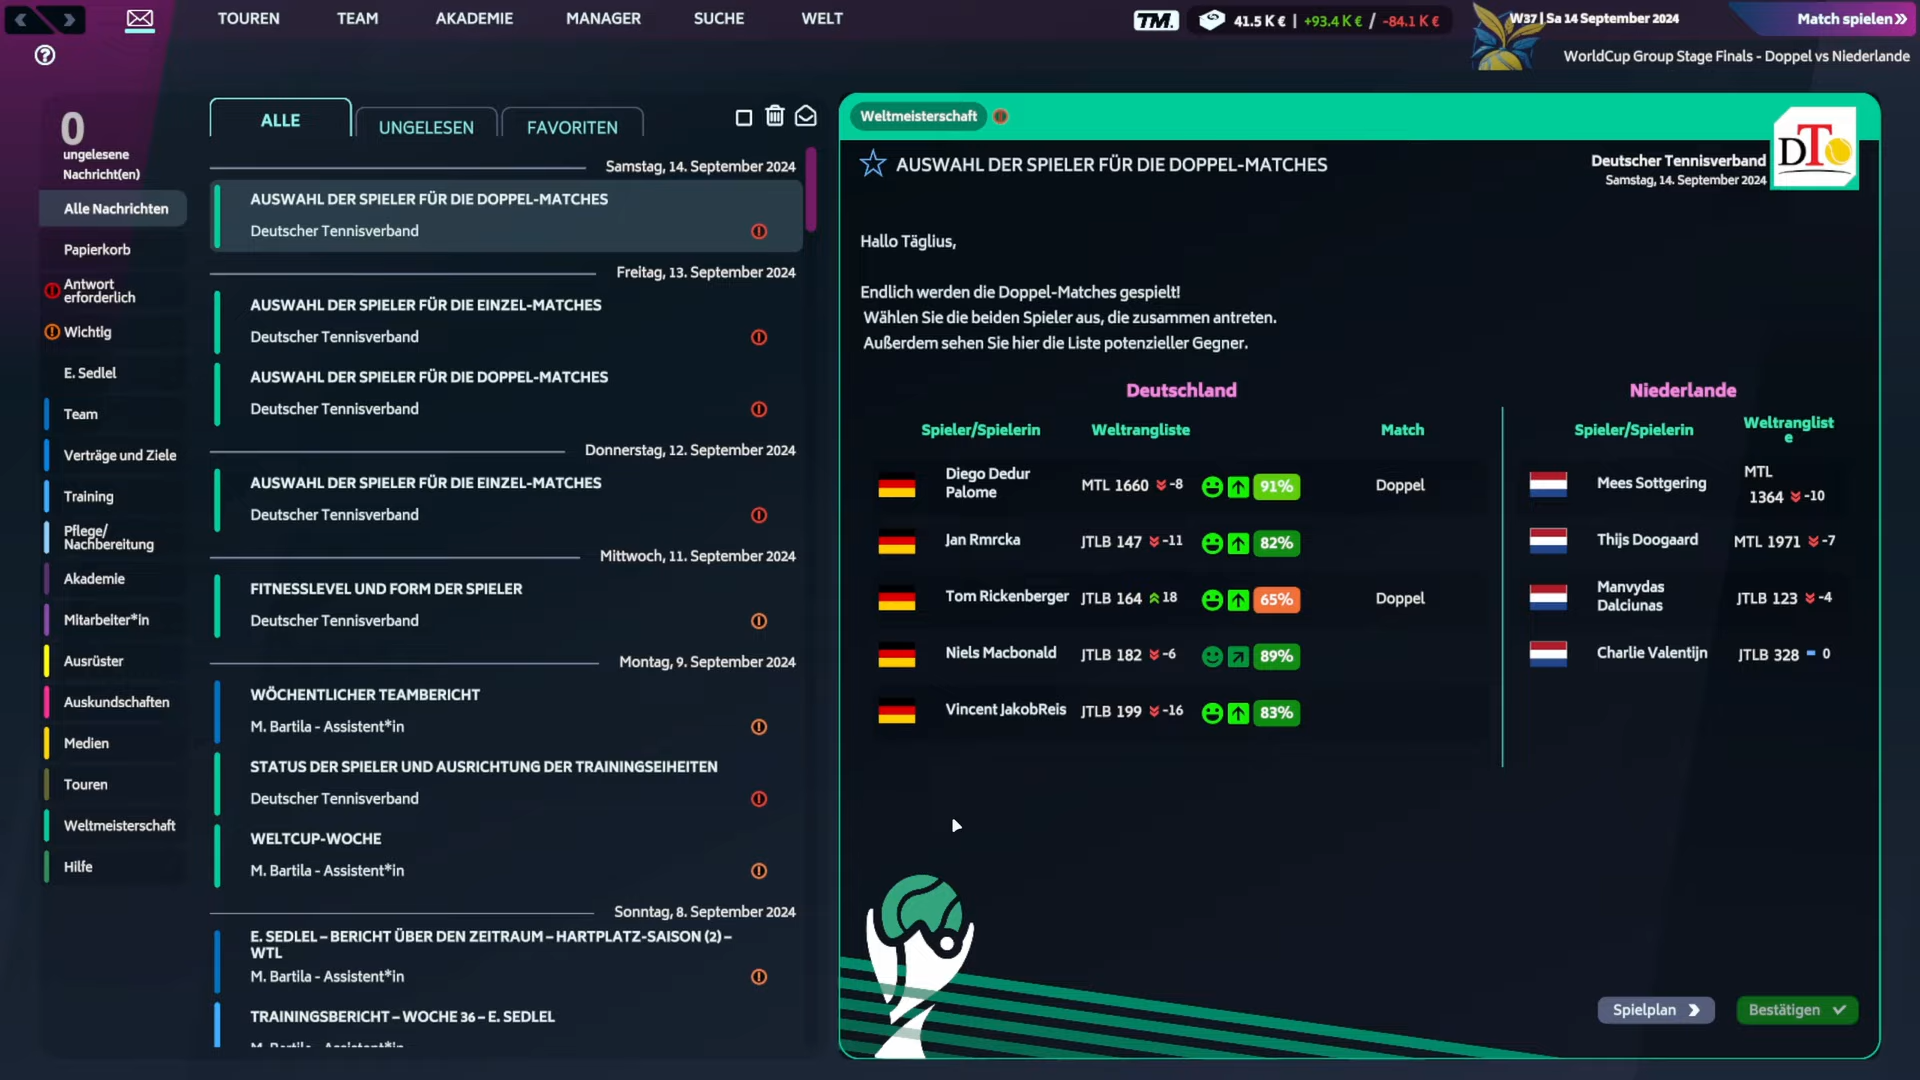 TOUREN
TEAM
AKADEMIE
MANAGER
SUCHE
WELT
TM.
41.5 K € | +93.4 K € / -84.1 K €
W37 | Sa 14 September 2024
Match spielen
WorldCup Group Stage Finals - Doppel vs Niederlande
0
ungelesene
Nachricht(en)
Alle Nachrichten
Papierkorb
Antwort
erforderlich
Wichtig
E. Sedlel
Team
Verträge und Ziele
Training
Pflege/
Nachbereitung
Akademie
Mitarbeiter*in
Ausrüster
Auskundschaften
Medien
Touren
Weltmeisterschaft
Hilfe
ALLE
UNGELESEN
FAVORITEN
Samstag, 14. September 2024
AUSWAHL DER SPIELER FÜR DIE DOPPEL-MATCHES
Deutscher Tennisverband
Freitag, 13. September 2024
AUSWAHL DER SPIELER FÜR DIE EINZEL-MATCHES
Deutscher Tennisverband
AUSWAHL DER SPIELER FÜR DIE DOPPEL-MATCHES
Deutscher Tennisverband
Donnerstag, 12. September 2024
AUSWAHL DER SPIELER FÜR DIE EINZEL-MATCHES
Deutscher Tennisverband
Mittwoch, 11. September 2024
FITNESSLEVEL UND FORM DER SPIELER
Deutscher Tennisverband
Montag, 9. September 2024
WÖCHENTLICHER TEAMBERICHT
M. Bartila - Assistent*in
STATUS DER SPIELER UND AUSRICHTUNG DER TRAININGSEIHEITEN
Deutscher Tennisverband
WELTCUP-WOCHE
M. Bartila - Assistent*in
Sonntag, 8. September 2024
E. SEDLEL – BERICHT ÜBER DEN ZEITRAUM – HARTPLATZ-SAISON (2) –
WTL
M. Bartila - Assistent*in
TRAININGSBERICHT – WOCHE 36 – E. SEDLEL
M. Bartila - Assistent*in
Weltmeisterschaft
AUSWAHL DER SPIELER FÜR DIE DOPPEL-MATCHES
Deutscher Tennisverband
Samstag, 14. September 2024
DTO
Hallo Täglius,
Endlich werden die Doppel-Matches gespielt!
Wählen Sie die beiden Spieler aus, die zusammen antreten.
Außerdem sehen Sie hier die Liste potenzieller Gegner.
Deutschland
Spieler/Spielerin Weltrangliste Match
Diego Dedur
Palome
MTL 1660 -8 91% Doppel
Jan Rmrcka JTLB 147 -11 82%
Tom Rickenberger JTLB 164 18 65% Doppel
Niels Macbonald JTLB 182 -6 89%
Vincent JakobReis JTLB 199 -16 83%
Niederlande
Spieler/Spielerin Weltranglist
e
Mees Sottgering MTL
1364 -10
Thijs Doogaard MTL 1971 -7
Manvydas
Dalciunas
JTLB 123 -4
Charlie Valentijn JTLB 328 0
Spielplan
Bestätigen